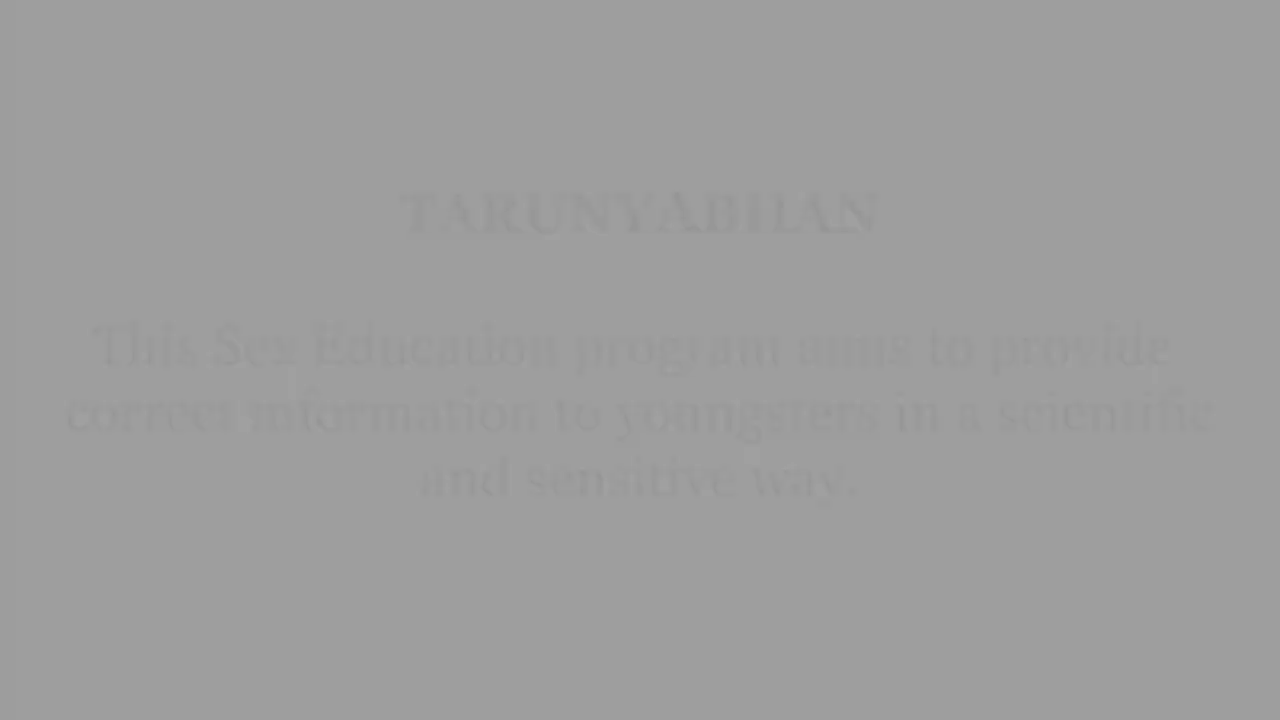 TARUNYABHAN
This Sex Education program aims to provide
correct information to youngsters in a scientific
and sensitive way.